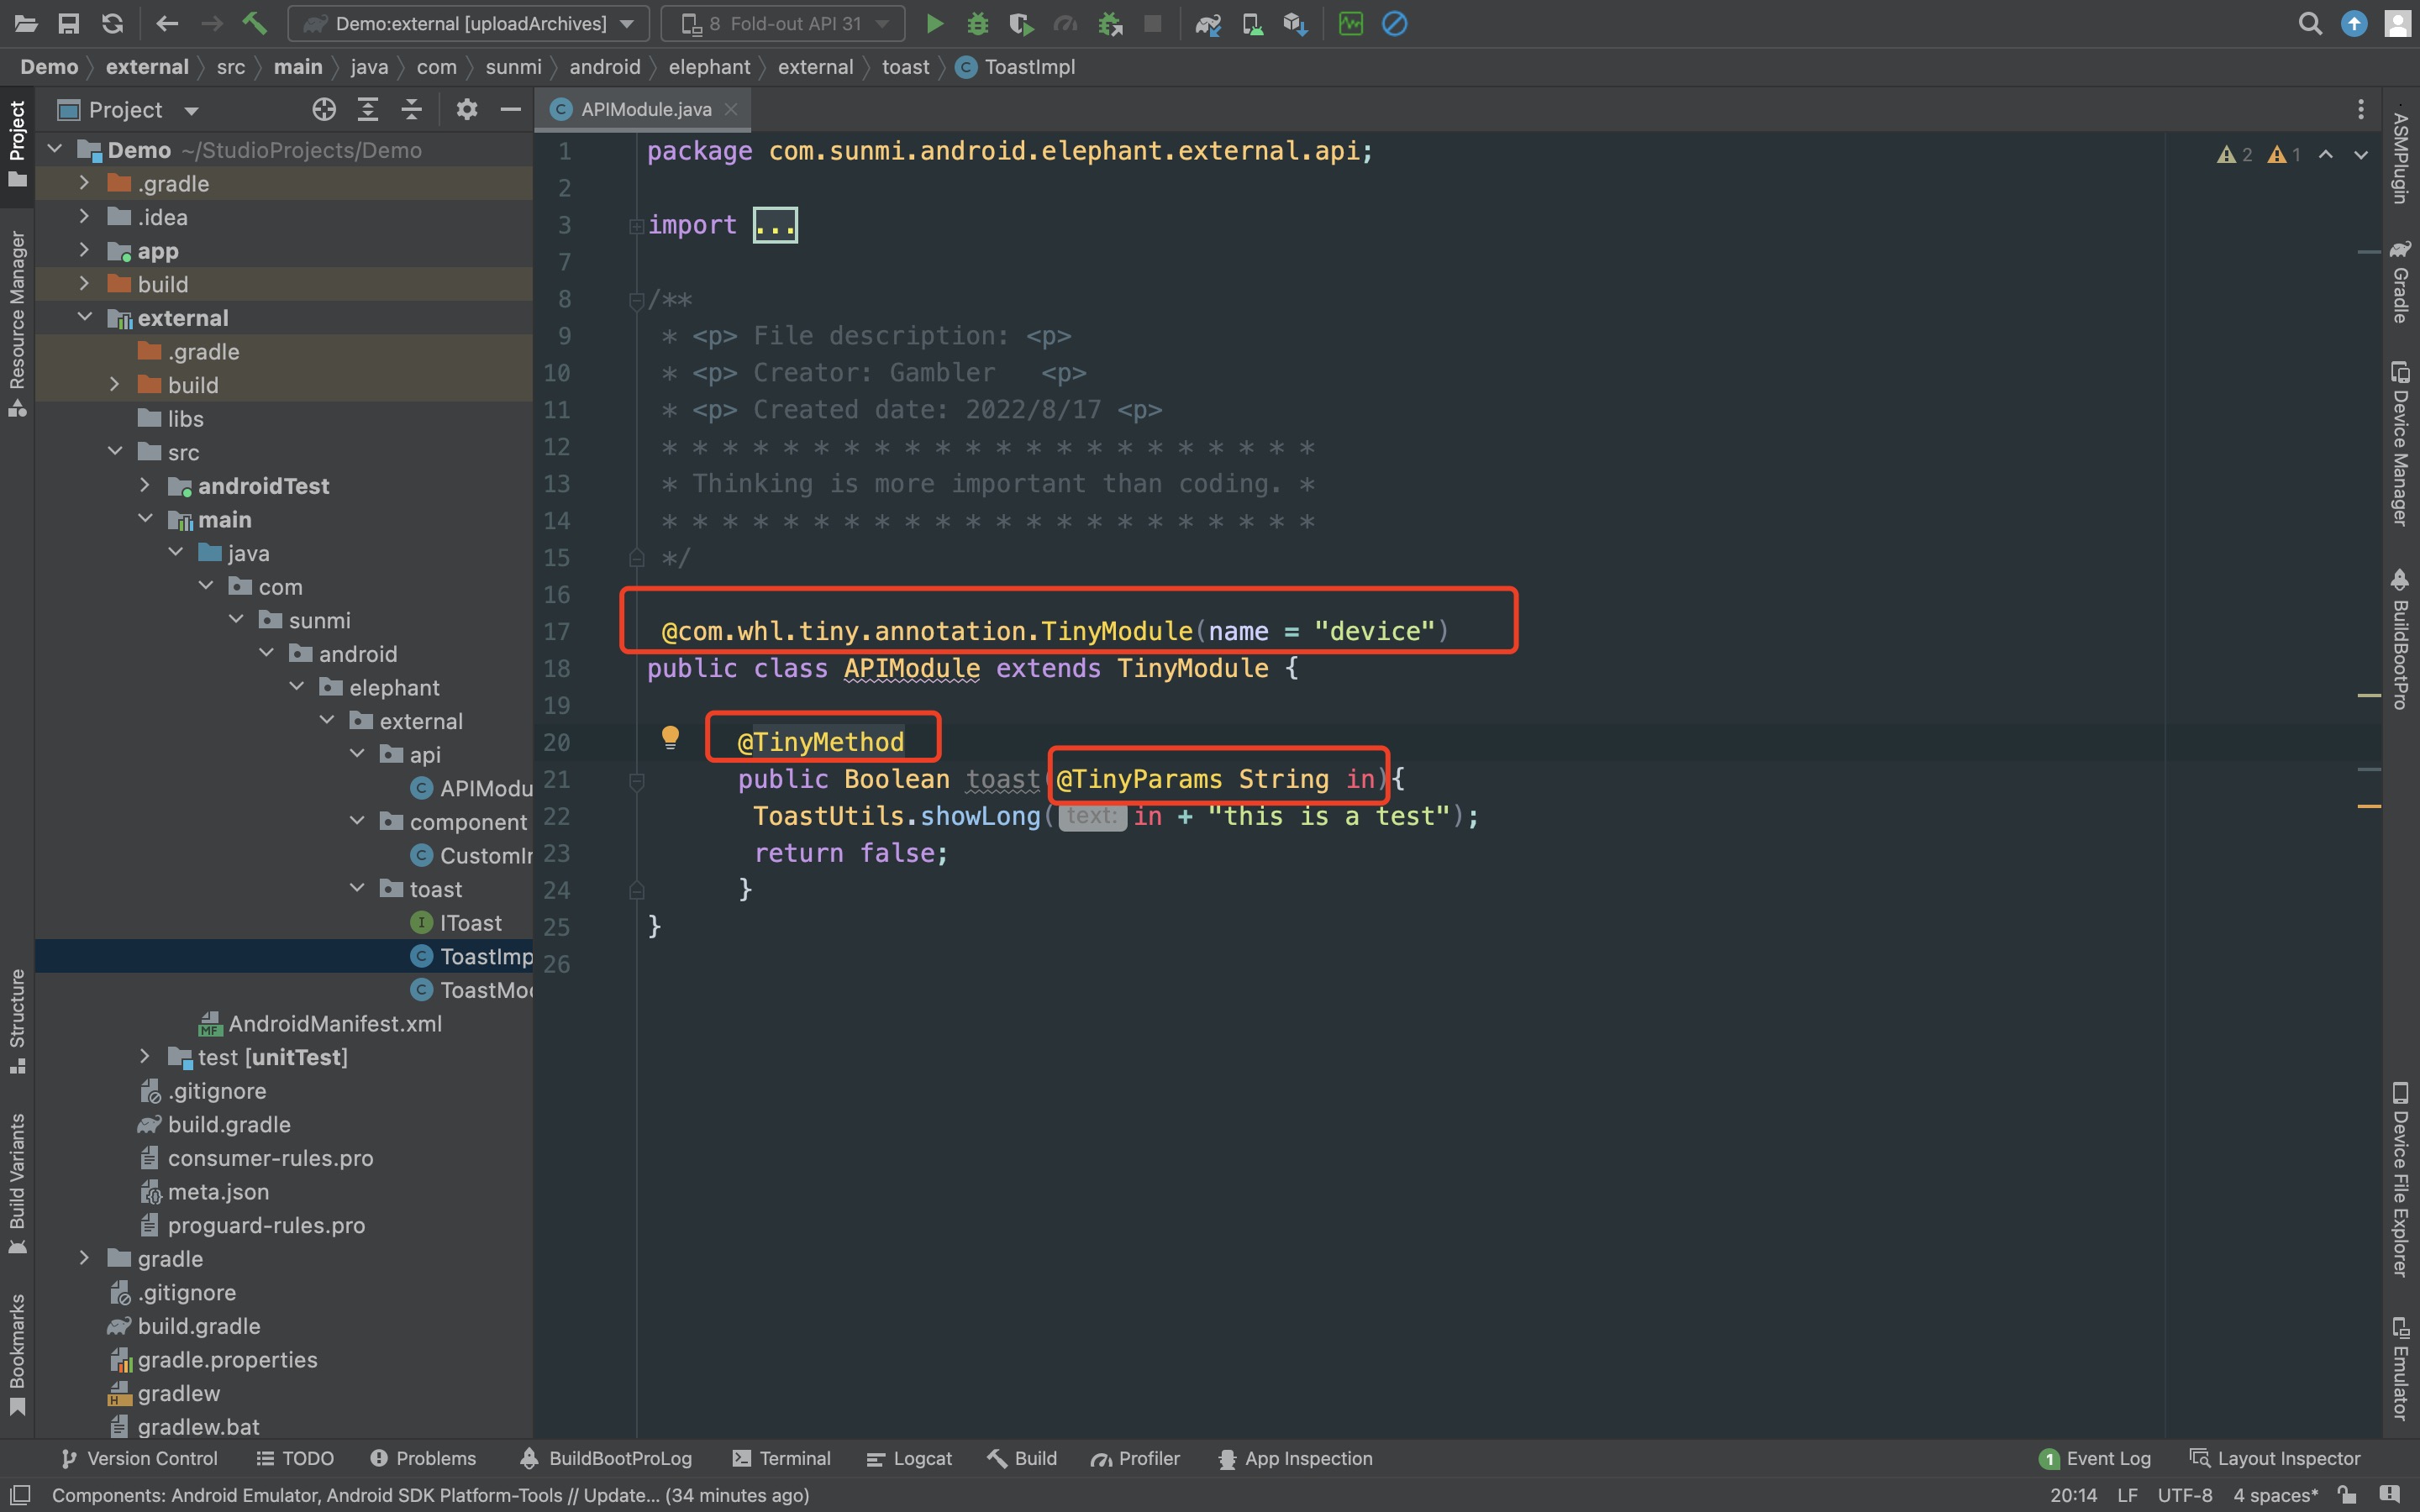 Demo:external [uploadArchives]
8 Fold-out API 31
Demo
external
src
main
java
com
sunmi
android
elephant
external
toast
ToastImpl
Project
APIModule.java
Project
Resource Manager
Structure
Build Variants
Bookmarks
Demo ~/StudioProjects/Demo
.gradle
.idea
app
build
external
.gradle
build
libs
src
androidTest
main
java
com
sunmi
android
elephant
external
api
APIModu
component
CustomIn
toast
IToast
ToastImp
ToastMod
AndroidManifest.xml
test [unitTest]
.gitignore
build.gradle
consumer-rules.pro
meta.json
proguard-rules.pro
gradle
.gitignore
build.gradle
gradle.properties
gradlew
gradlew.bat
2 1
1 package com.sunmi.android.elephant.external.api;
2
3 import ...
7
8 /**
9 * <p> File description: <p>
10 * <p> Creator: Gambler <p>
11 * <p> Created date: 2022/8/17 <p>
12 * * * * * * * * * * * * * * * * * * * * * *
13 * Thinking is more important than coding. *
14 * * * * * * * * * * * * * * * * * * * * * *
15 */
16
17 @com.whl.tiny.annotation.TinyModule(name = "device")
18 public class APIModule extends TinyModule {
19
20 @TinyMethod
21 public Boolean toast(@TinyParams String in){
22 ToastUtils.showLong( text: in + "this is a test");
23 return false;
24 }
25 }
26
ASMPlugin
Gradle
Device Manager
BuildBootPro
Device File Explorer
Emulator
Version Control
TODO
Problems
BuildBootProLog
Terminal
Logcat
Build
Profiler
App Inspection
1 Event Log
Layout Inspector
Components: Android Emulator, Android SDK Platform-Tools // Update... (34 minutes ago)
20:14 LF UTF-8 4 spaces*